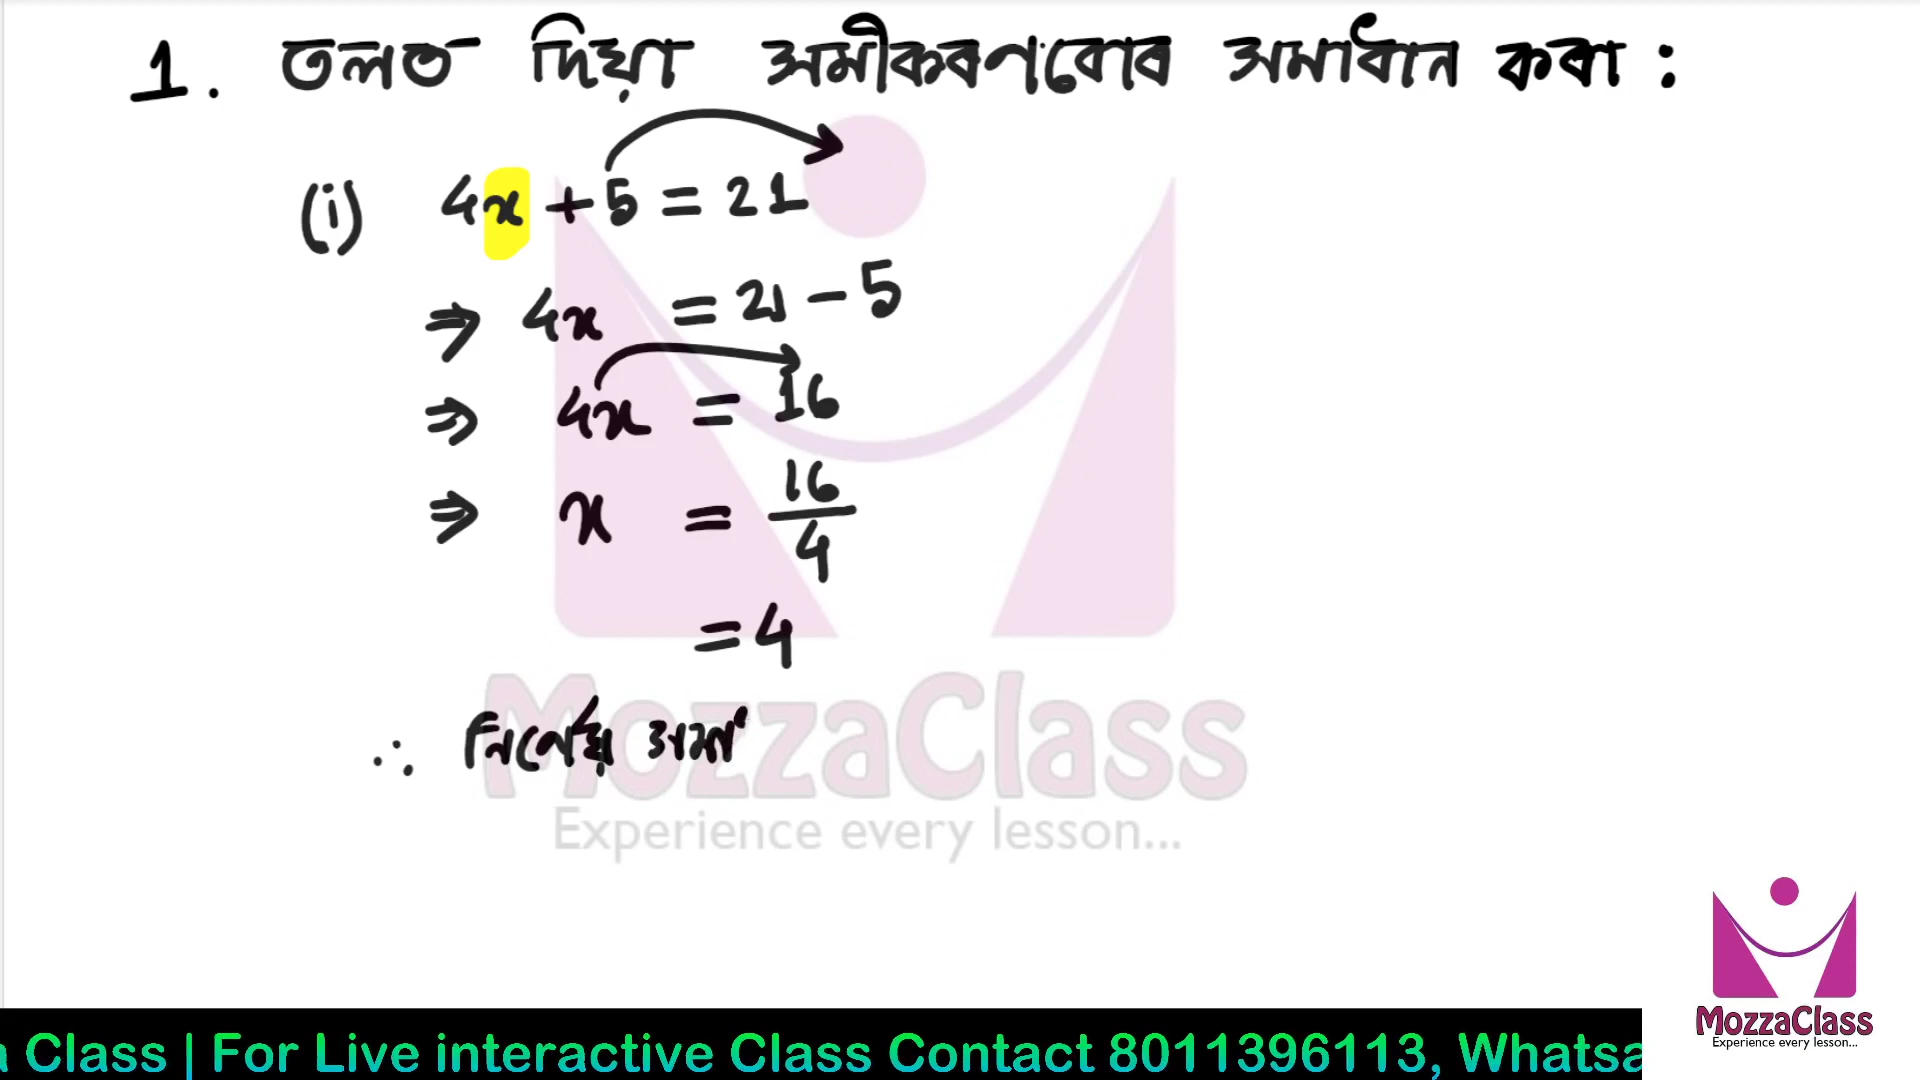 1. তলত দিয়া সমীকৰণবোৰ সমাধান কৰা :
(i) 4x + 5 = 21
⇒ 4x = 21 - 5
⇒ 4x = 16
⇒ x = 16/4
= 4
∴ নিৰ্ণেয়
MozzaClass
Experience every lesson...
MozzaClass
Experience every lesson...
a Class | For Live interactive Class Contact 8011396113, Whatsa